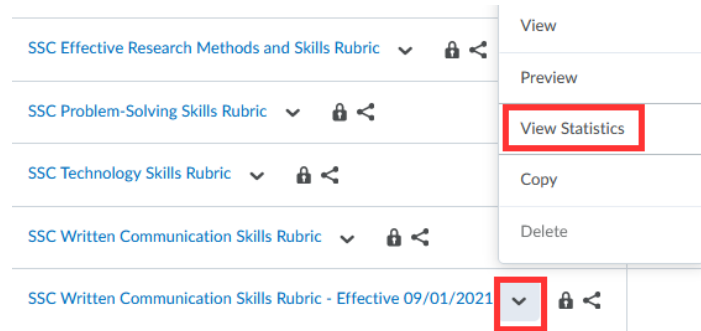 SSC Effective Research Methods and Skills Rubric
SSC Problem-Solving Skills Rubric
SSC Technology Skills Rubric
SSC Written Communication Skills Rubric
SSC Written Communication Skills Rubric - Effective 09/01/2021
View
Preview
View Statistics
Copy
Delete